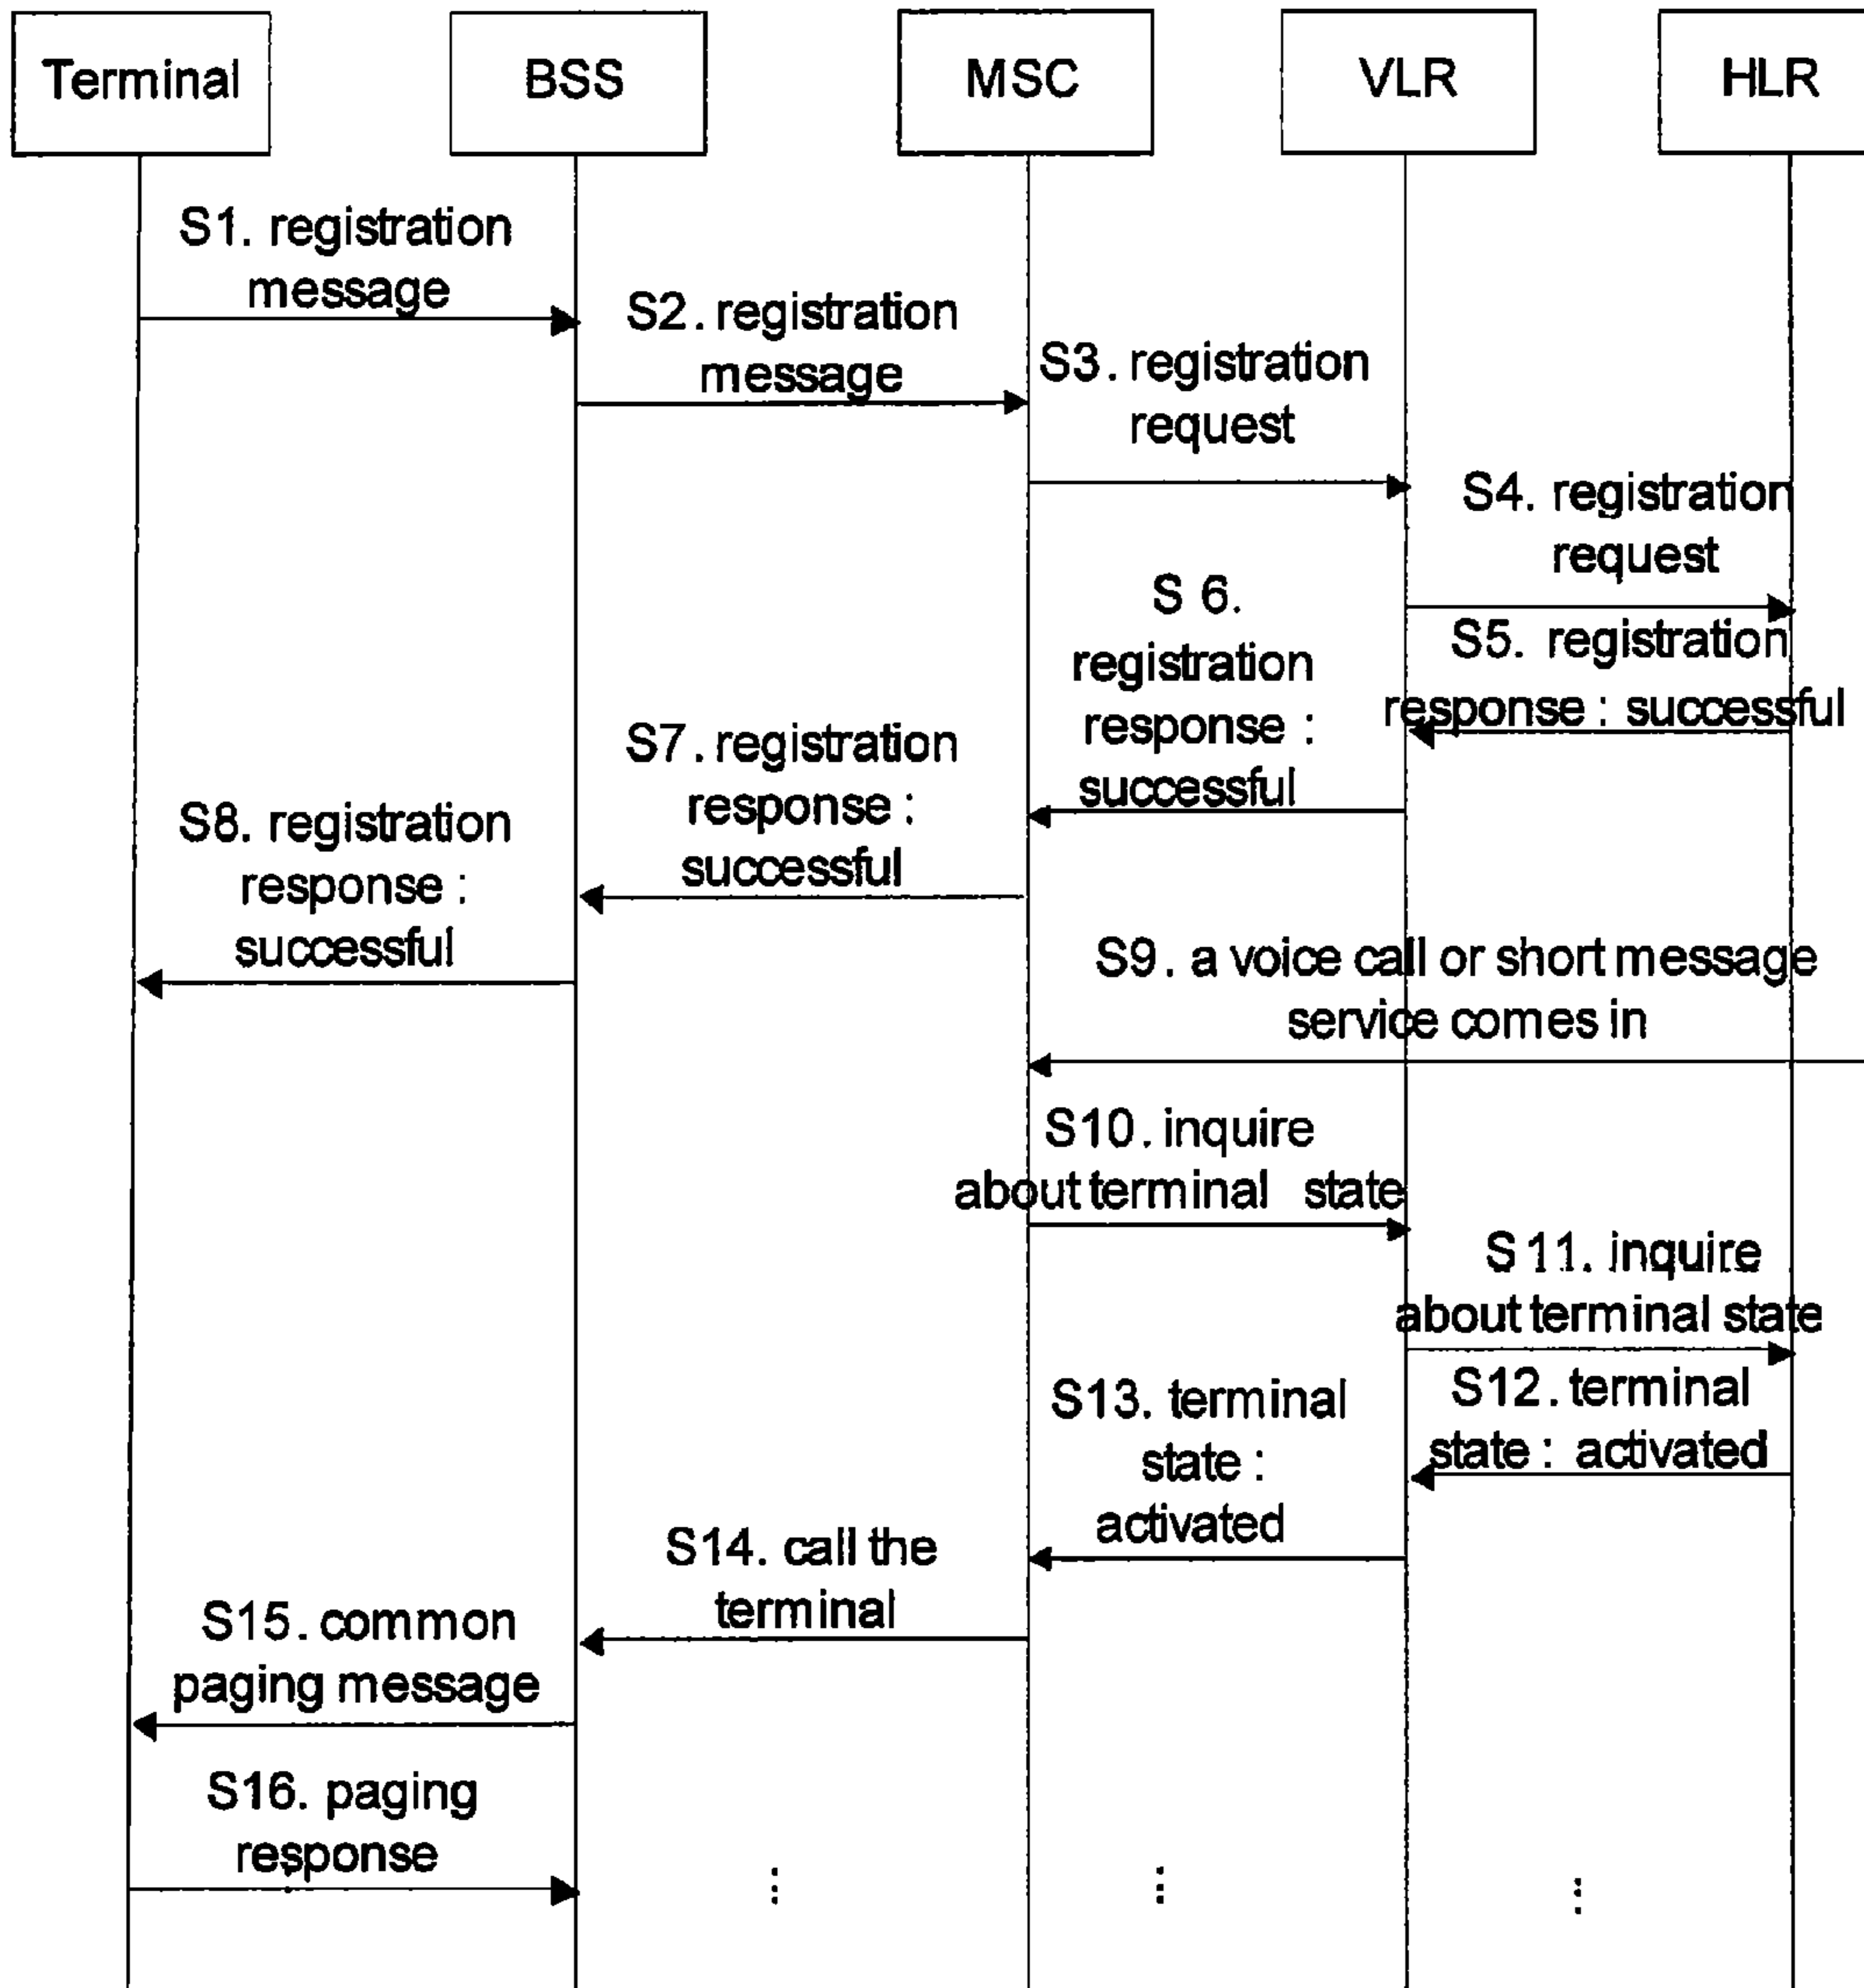 Terminal
BSS
MSC
VLR
HLR
S1. registration
message
S2. registration
message
S3. registration
request
S4. registration
request
S5. registration
response : successful
S 6.
registration
response :
successful
S7. registration
response :
successful
S8. registration
response :
successful
S9. a voice call or short message
service comes in
S10. inquire
about terminal state
S11. inquire
about terminal state
S12. terminal
state : activated
S13. terminal
state :
activated
S14. call the
terminal
S15. common
paging message
S16. paging
response